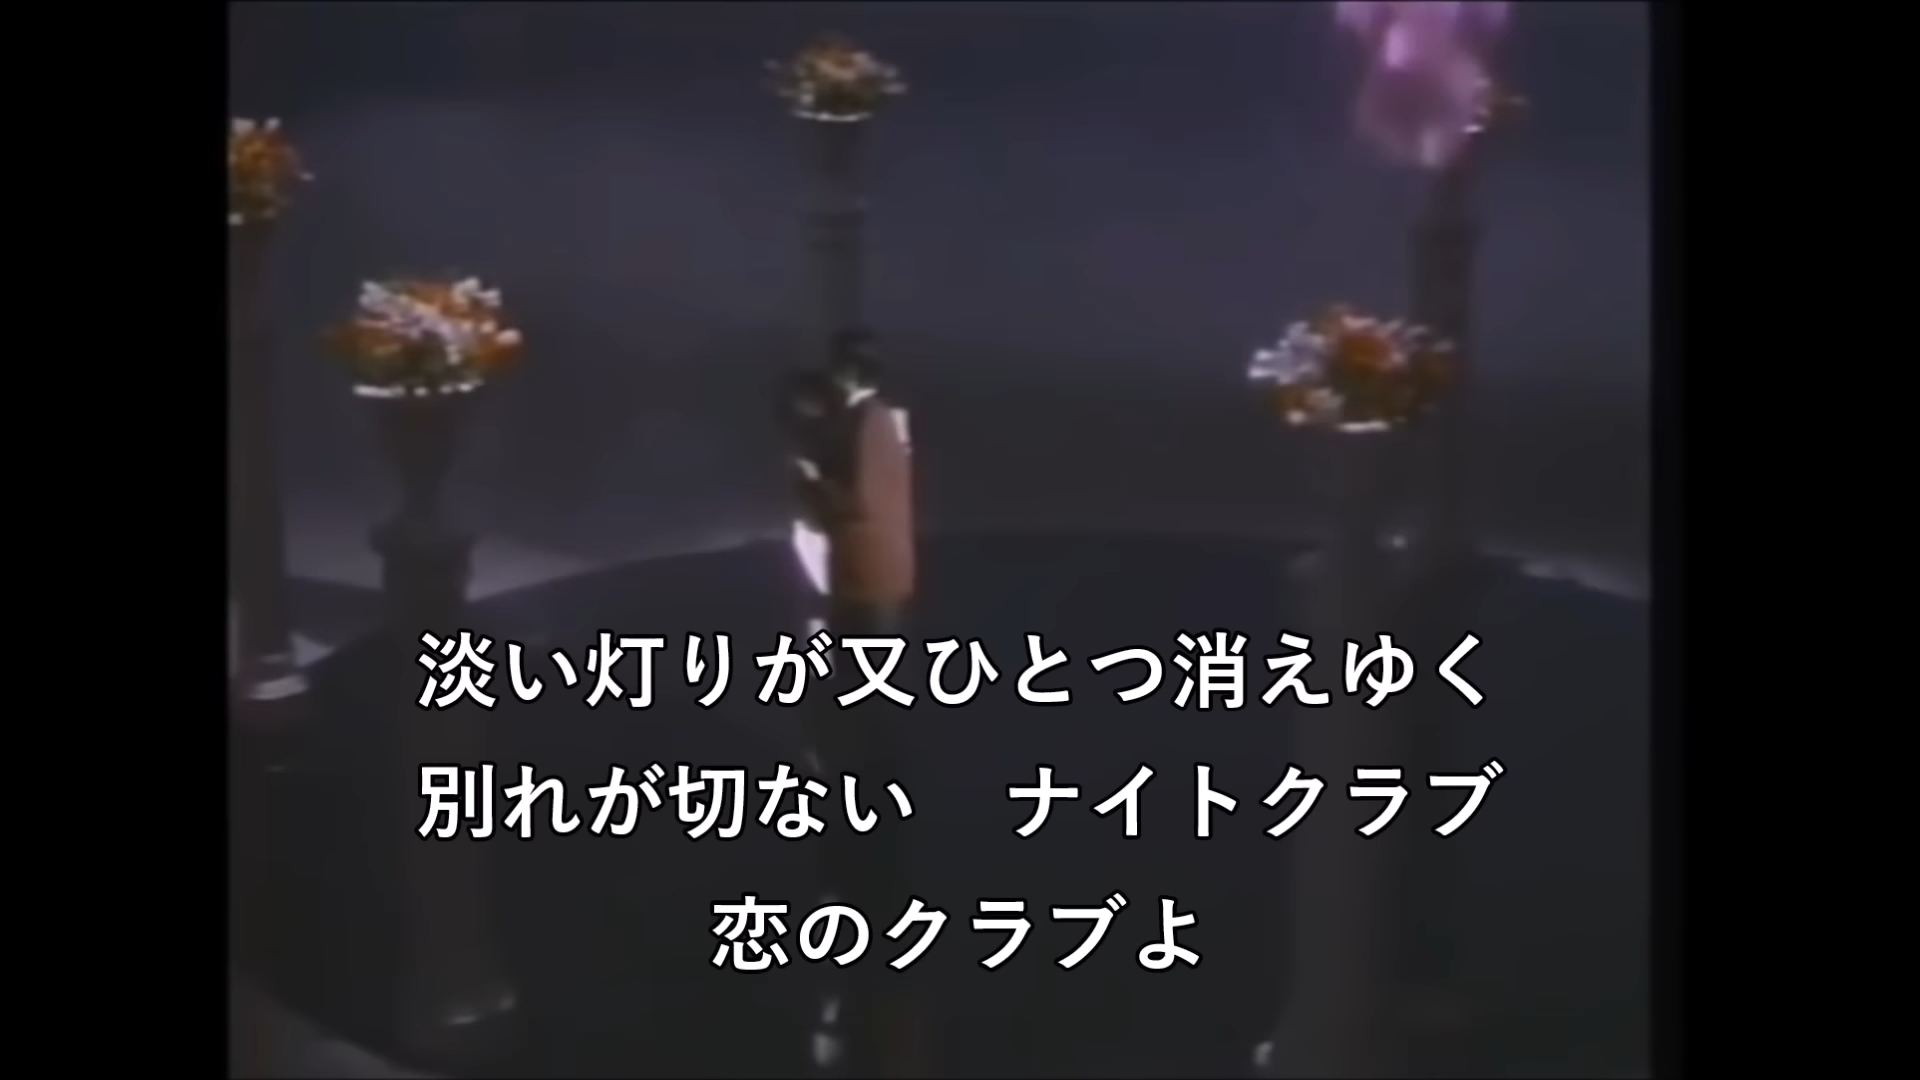 淡い灯りが又ひとつ消えゆく
別れが切ない　ナイトクラブ
恋のクラブよ